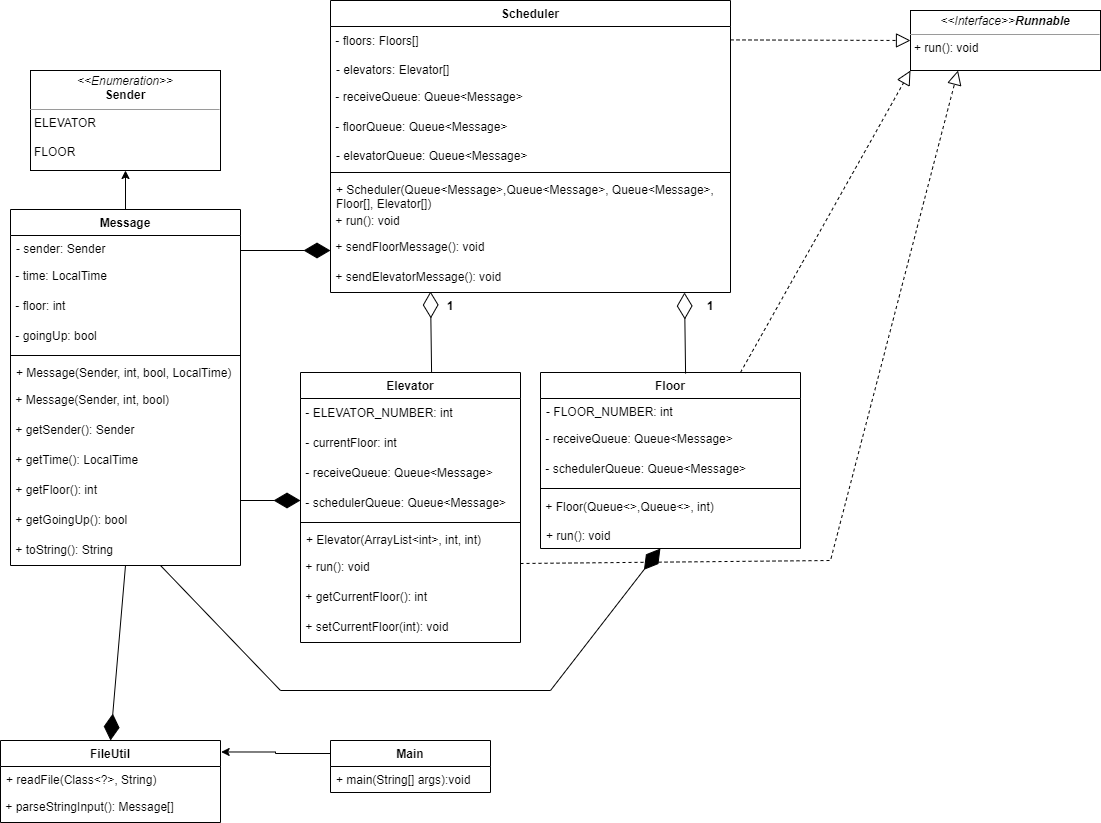 Scheduler
- floors: Floors[]
- elevators: Elevator[]
- receiveQueue: Queue<Message>
- floorQueue: Queue<Message>
- elevatorQueue: Queue<Message>
+ Scheduler(Queue<Message>,Queue<Message>, Queue<Message>,
Floor[], Elevator[])
+ run(): void
+ sendFloorMessage(): void
+ sendElevatorMessage(): void
<<Interface>>Runnable
+ run(): void
<<Enumeration>>
Sender
ELEVATOR
FLOOR
Message
- sender: Sender
- time: LocalTime
- floor: int
- goingUp: bool
+ Message(Sender, int, bool, LocalTime)
+ Message(Sender, int, bool)
+ getSender(): Sender
+ getTime(): LocalTime
+ getFloor(): int
+ getGoingUp(): bool
+ toString(): String
1
1
Elevator
- ELEVATOR_NUMBER: int
- currentFloor: int
- receiveQueue: Queue<Message>
- schedulerQueue: Queue<Message>
+ Elevator(ArrayList<int>, int, int)
+ run(): void
+ getCurrentFloor(): int
+ setCurrentFloor(int): void
Floor
- FLOOR_NUMBER: int
- receiveQueue: Queue<Message>
- schedulerQueue: Queue<Message>
+ Floor(Queue<>,Queue<>, int)
+ run(): void
FileUtil
+ readFile(Class<?>, String)
+ parseStringInput(): Message[]
Main
+ main(String[] args):void